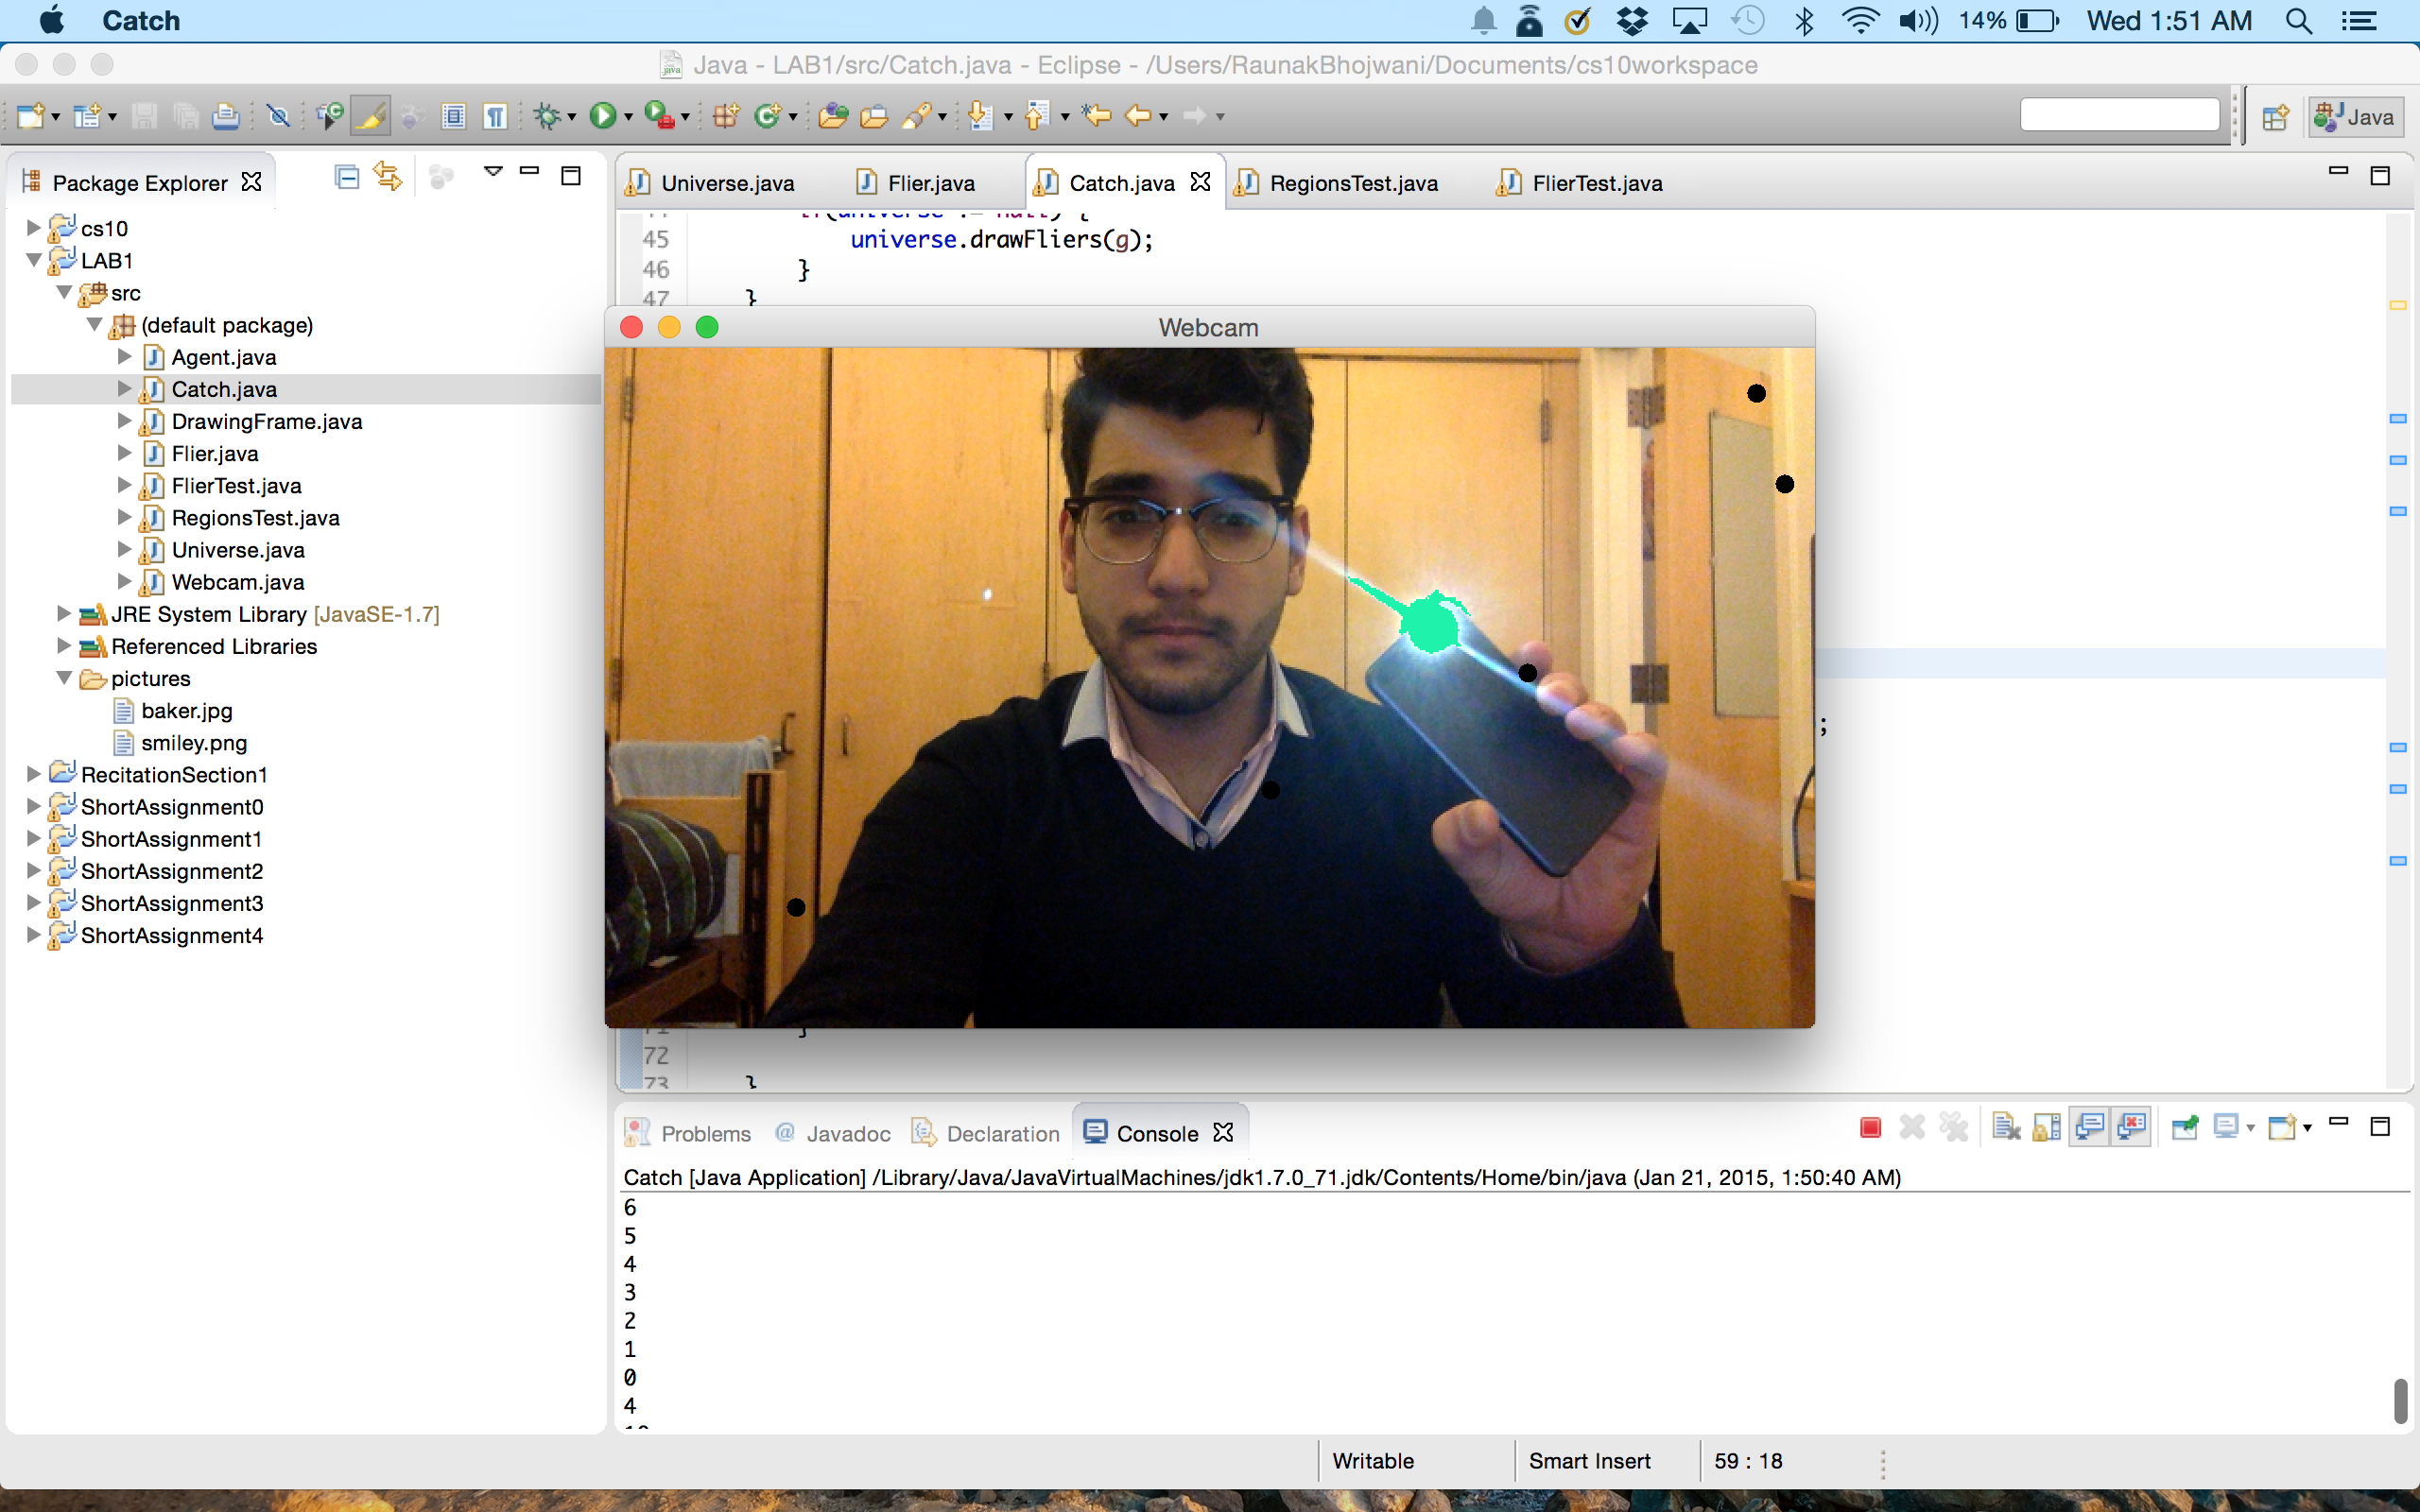 Catch
14%
Wed 1:51 AM
Java - LAB1/src/Catch.java - Eclipse - /Users/RaunakBhojwani/Documents/cs10workspace
Java
Package Explorer
cs10
LAB1
src
(default package)
Agent.java
Catch.java
DrawingFrame.java
Flier.java
FlierTest.java
RegionsTest.java
Universe.java
Webcam.java
JRE System Library [JavaSE-1.7]
Referenced Libraries
pictures
baker.jpg
smiley.png
RecitationSection1
ShortAssignment0
ShortAssignment1
ShortAssignment2
ShortAssignment3
ShortAssignment4
Universe.java
Flier.java
Catch.java
RegionsTest.java
FlierTest.java
if(universe != null) {
45 universe.drawFliers(g);
46 }
47 }
Webcam
;
71 }
72
73 }
Problems
@ Javadoc
Declaration
Console
Catch [Java Application] /Library/Java/JavaVirtualMachines/jdk1.7.0_71.jdk/Contents/Home/bin/java (Jan 21, 2015, 1:50:40 AM)
6
5
4
3
2
1
0
4
Writable
Smart Insert
59 : 18